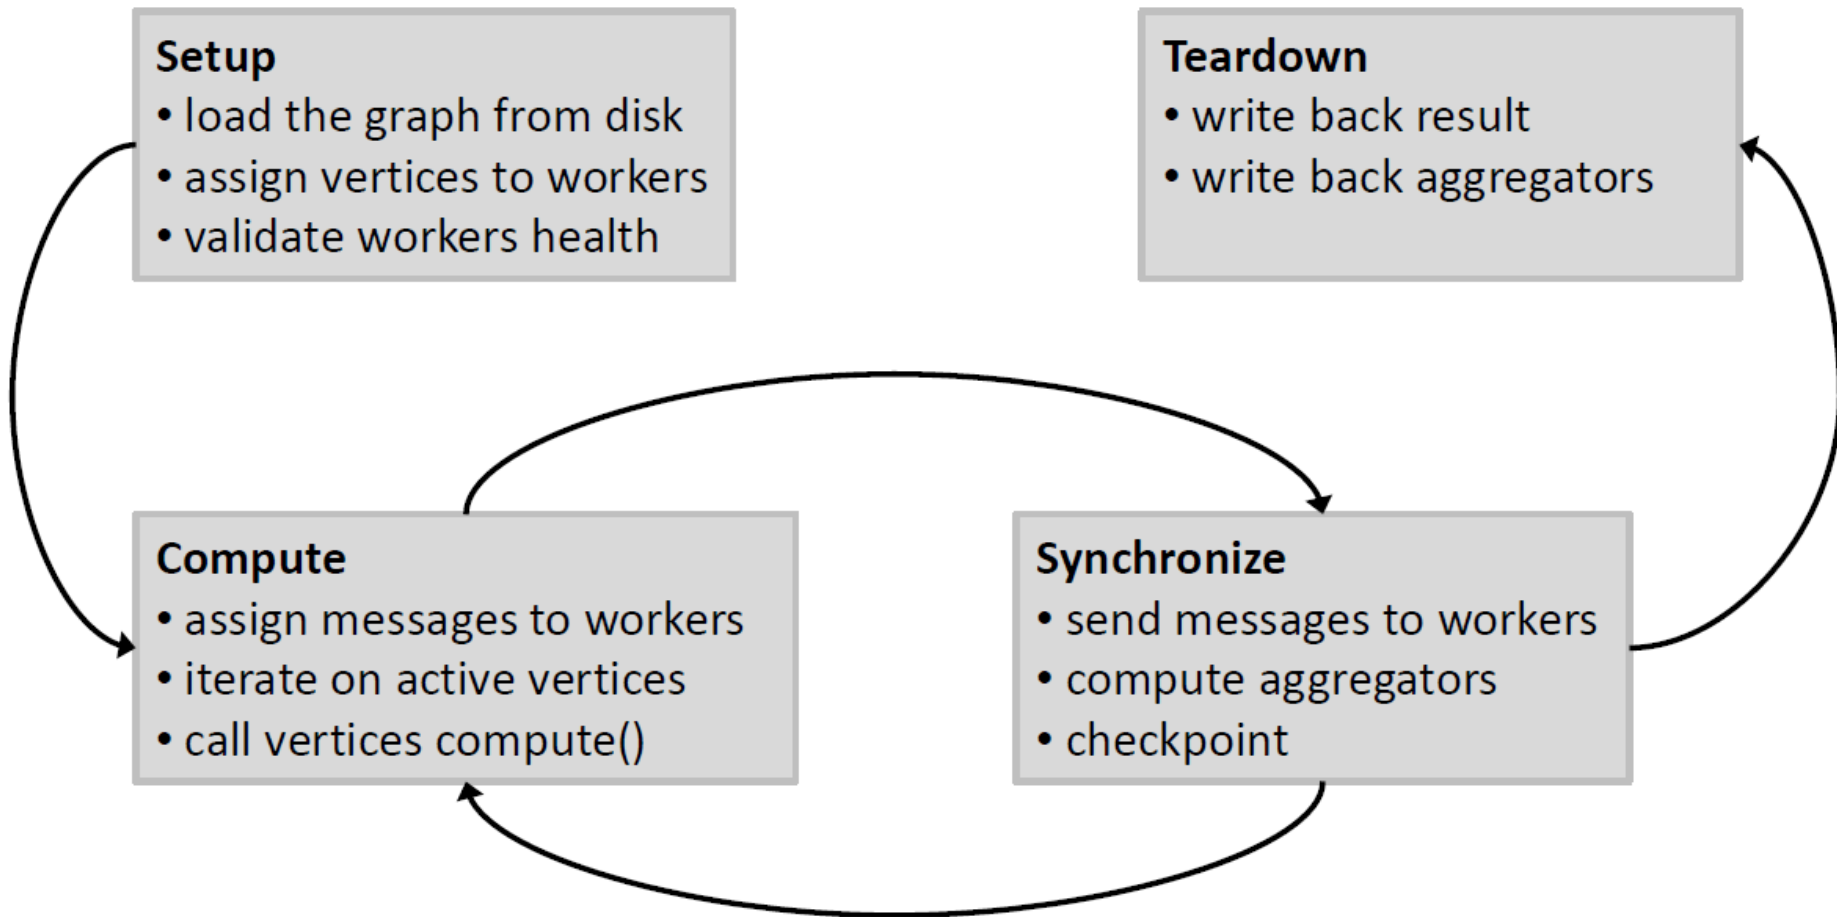 Setup
• load the graph from disk
• assign vertices to workers
• validate workers health
Teardown
• write back result
• write back aggregators
Compute
• assign messages to workers
• iterate on active vertices
• call vertices compute()
Synchronize
• send messages to workers
• compute aggregators
• checkpoint